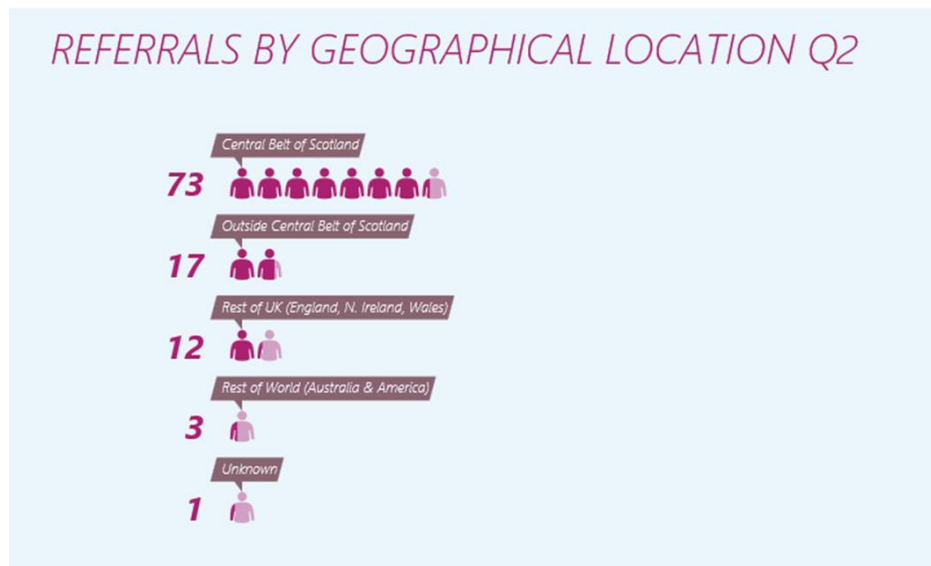 REFERRALS BY GEOGRAPHICAL LOCATION Q2
Central Belt of Scotland
73
Outside Central Belt of Scotland
17
Rest of UK (England, N. Ireland, Wales)
12
Rest of World (Australia & America)
3
Unknown
1